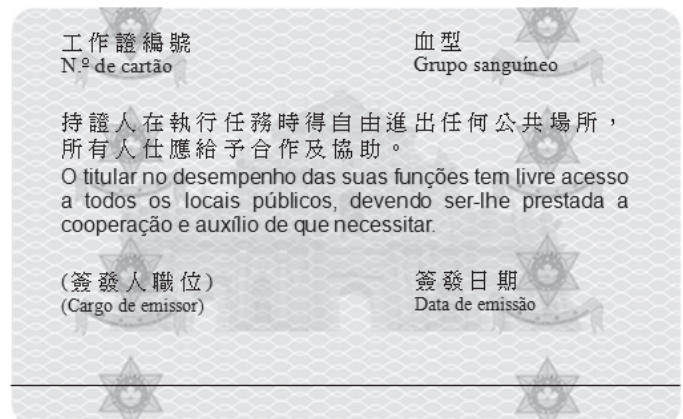 工作證編號 血型
N.º de cartão Grupo sanguíneo
持證人在執行任務時得自由進出任何公共場所，
所有人仕應給予合作及協助。
O titular no desempenho das suas funções tem livre acesso
a todos os locais públicos, devendo ser-lhe prestada a
cooperação e auxílio de que necessitar.
(簽發人職位) 簽發日期
(Cargo de emissor) Data de emissão